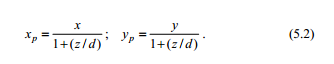 x_p = x / 1+(z/d) ; y_p = y / 1+(z/d) . (5.2)